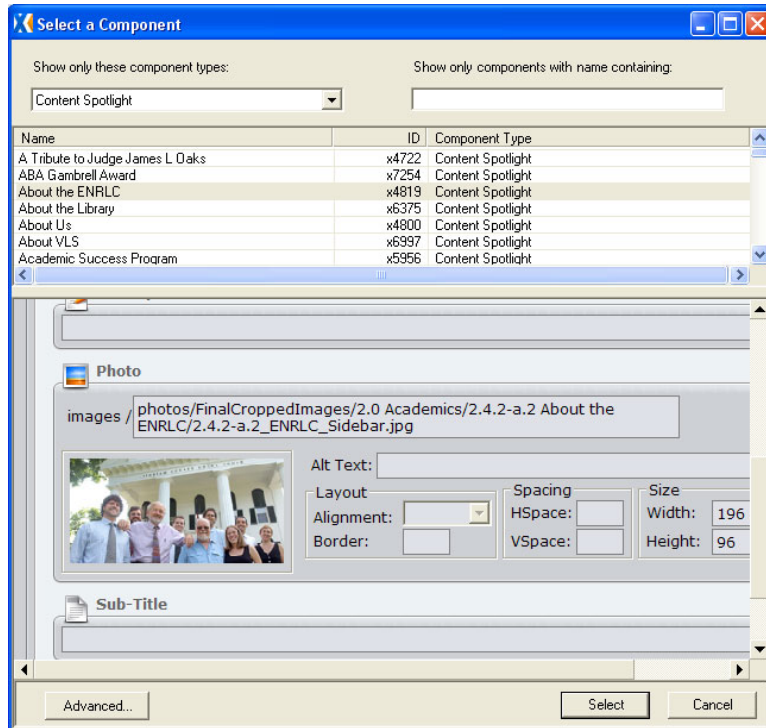 Select a Component
Show only these component types:
Show only components with name containing:
Content Spotlight
Name ID Component Type
A Tribute to Judge James L Oaks x4722 Content Spotlight
ABA Gambrell Award x7254 Content Spotlight
About the ENRLC x4819 Content Spotlight
About the Library x6375 Content Spotlight
About Us x4800 Content Spotlight
About VLS x6997 Content Spotlight
Academic Success Program x5956 Content Spotlight
Photo
images / photos/FinalCroppedImages/2.0 Academics/2.4.2-a.2 About the
ENRLC/2.4.2-a.2_ENRLC_Sidebar.jpg
Alt Text:
Layout Spacing Size
Alignment: HSpace: Width: 196
Border: VSpace: Height: 96
Sub-Title
Advanced... Select Cancel